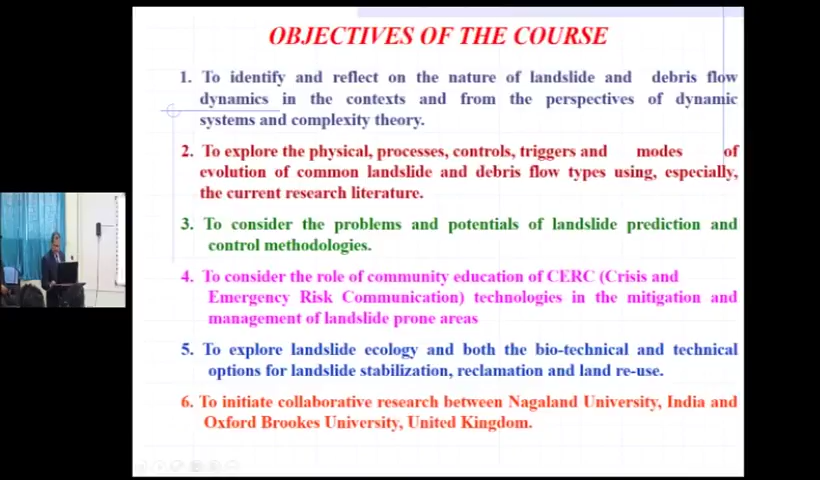 OBJECTIVES OF THE COURSE
1. To identify and reflect on the nature of landslide and debris flow
dynamics in the contexts and from the perspectives of dynamic
systems and complexity theory.
2. To explore the physical, processes, controls, triggers and modes of
evolution of common landslide and debris flow types using, especially,
the current research literature.
3. To consider the problems and potentials of landslide prediction and
control methodologies.
4. To consider the role of community education of CERC (Crisis and
Emergency Risk Communication) technologies in the mitigation and
management of landslide prone areas
5. To explore landslide ecology and both the bio-technical and technical
options for landslide stabilization, reclamation and land re-use.
6. To initiate collaborative research between Nagaland University, India and
Oxford Brookes University, United Kingdom.